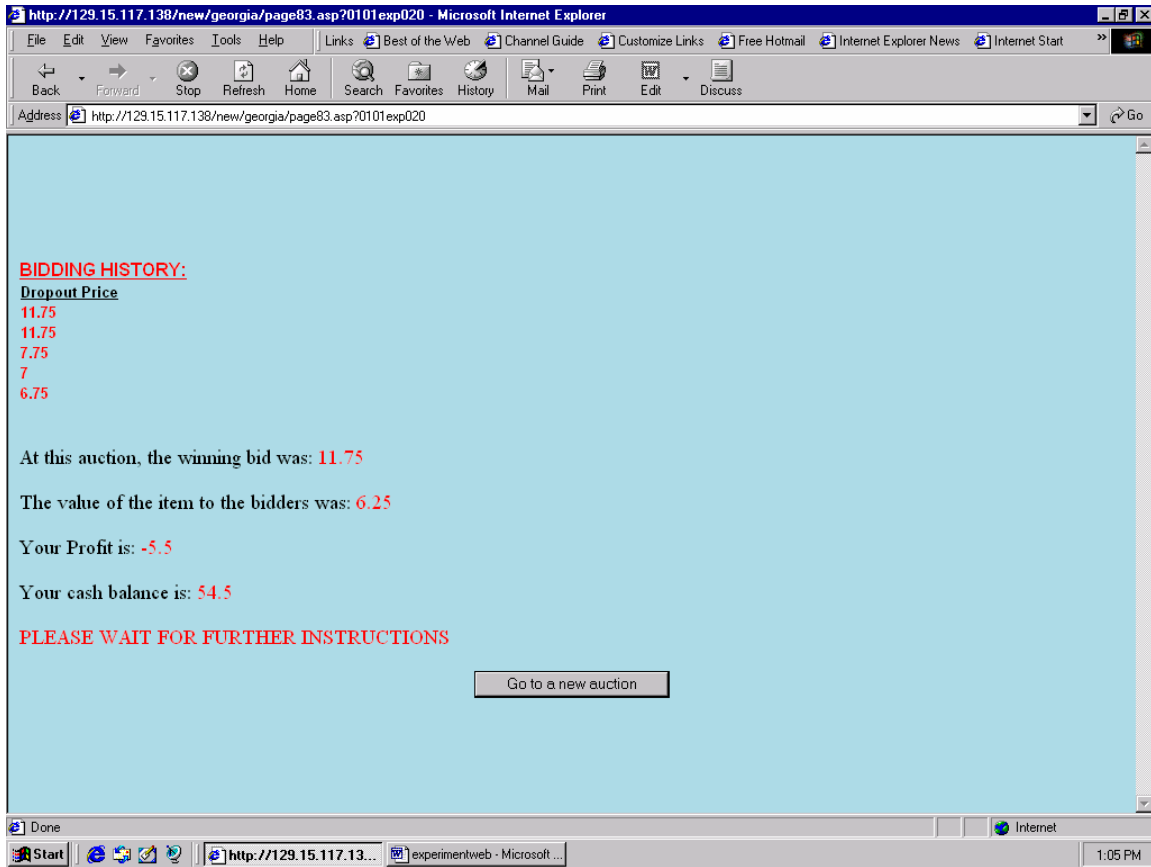 http://129.15.117.138/new/georgia/page83.asp?0101exp020 - Microsoft Internet Explorer
File Edit View Favorites Tools Help Links Best of the Web Channel Guide Customize Links Free Hotmail Internet Explorer News Internet Start »
Back Forward Stop Refresh Home Search Favorites History Mail Print Edit Discuss
Address http://129.15.117.138/new/georgia/page83.asp?0101exp020 Go
BIDDING HISTORY:
Dropout Price
11.75
11.75
7.75
7
6.75
At this auction, the winning bid was: 11.75
The value of the item to the bidders was: 6.25
Your Profit is: -5.5
Your cash balance is: 54.5
PLEASE WAIT FOR FURTHER INSTRUCTIONS
Go to a new auction
Done Internet
Start http://129.15.117.13... experimentweb - Microsoft ... 1:05 PM